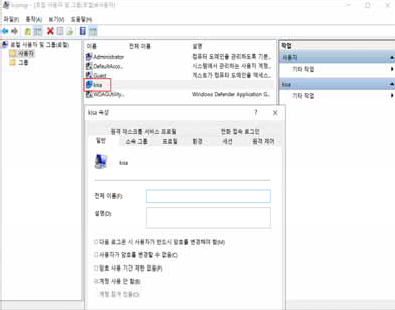 lusrmgr - [로컬 사용자 및 그룹(로컬)\사용자]
파일(F) 동작(A) 보기(V) 도움말(H)
로컬 사용자 및 그룹(로컬)
사용자
그룹
이름 전체 이름 설명
Administrator 컴퓨터 도메인을 관리하도록 기본...
DefaultAcco... 시스템에서 관리하는 사용자 계정...
Guest 게스트가 컴퓨터 도메인을 액세스...
kisa
WDAGUtility... Windows Defender Application G...
작업
사용자
기타 작업
kisa
기타 작업
kisa 속성 ? ×
원격 데스크톱 서비스 프로필 전화 접속 로그인
일반 소속 그룹 프로필 환경 세션 원격 제어
kisa
전체 이름(F):
설명(D):
다음 로그온 시 사용자가 반드시 암호를 변경해야 함(M)
사용자가 암호를 변경할 수 없음(C)
암호 사용 기간 제한 없음(P)
계정 사용 안 함(B)
계정 잠겨 있음(O)